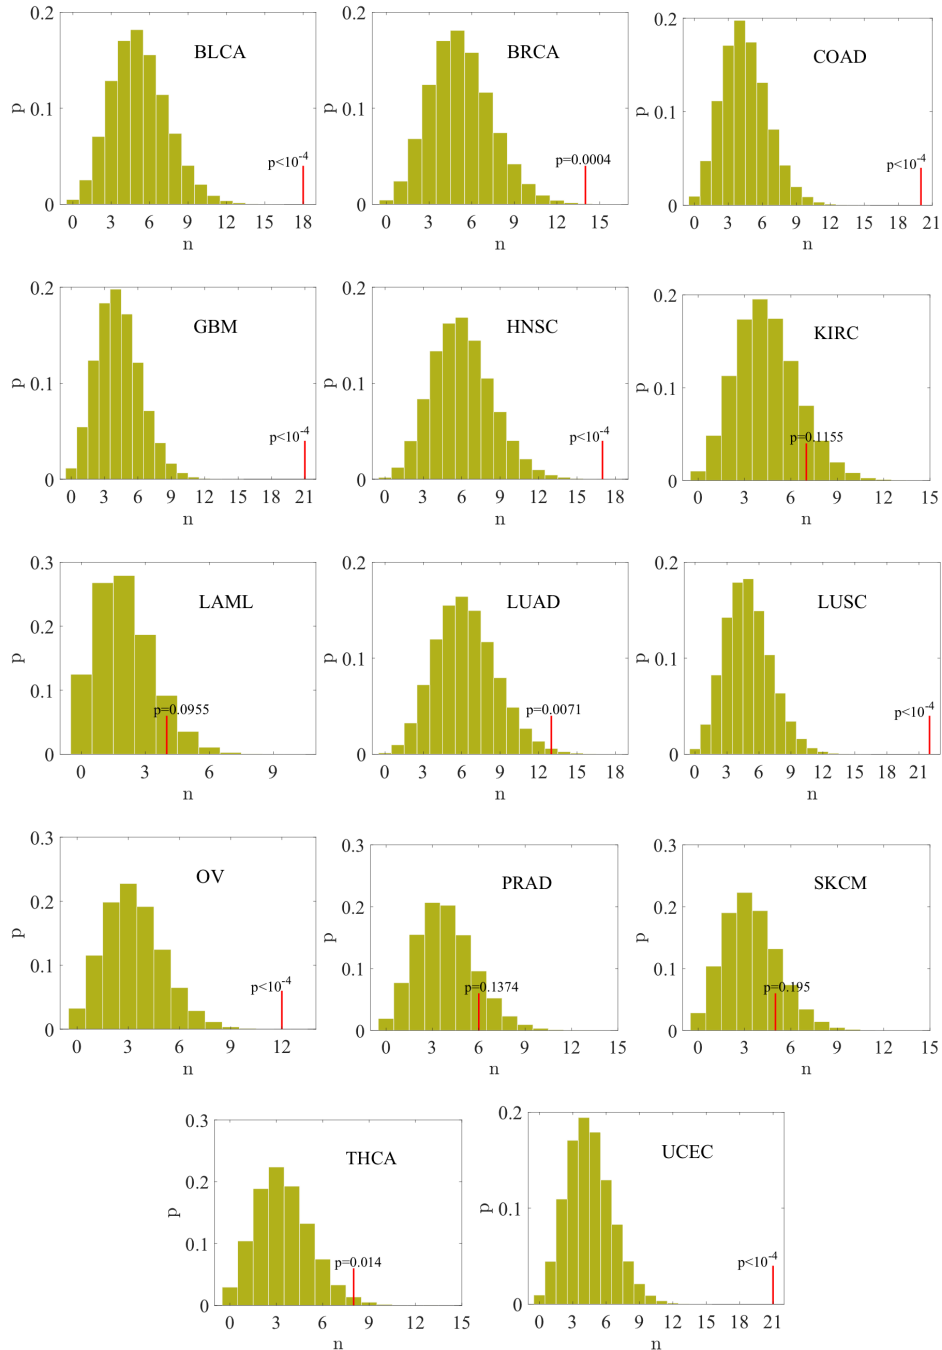 BLCA
p
0.2
0.1
0
p<10^-4
0 3 6 9 12 15 18
n
BRCA
p
0.2
0.1
0
p=0.0004
0 3 6 9 12 15
n
COAD
p
0.2
0.1
0
p<10^-4
0 3 6 9 12 15 18 21
n
GBM
p
0.2
0.1
0
p<10^-4
0 3 6 9 12 15 18 21
n
HNSC
p
0.2
0.1
0
p<10^-4
0 3 6 9 12 15 18
n
KIRC
p
0.2
0.1
0
p=0.1155
0 3 6 9 12 15
n
LAML
p
0.3
0.2
0.1
0
p=0.0955
0 3 6 9
n
LUAD
p
0.2
0.1
0
p=0.0071
0 3 6 9 12 15 18
n
LUSC
p
0.2
0.1
0
p<10^-4
0 3 6 9 12 15 18 21
n
OV
p
0.3
0.2
0.1
0
p<10^-4
0 3 6 9 12
n
PRAD
p
0.3
0.2
0.1
0
p=0.1374
0 3 6 9 12 15
n
SKCM
p
0.3
0.2
0.1
0
p=0.195
0 3 6 9 12 15
n
THCA
p
0.3
0.2
0.1
0
p=0.014
0 3 6 9 12 15
n
UCEC
p
0.2
0.1
0
p<10^-4
0 3 6 9 12 15 18 21
n